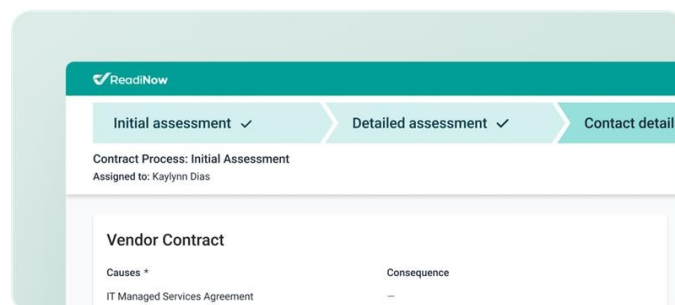 ReadiNow
Initial assessment ✓ Detailed assessment ✓ Contact detail
Contract Process: Initial Assessment
Assigned to: Kaylynn Dias
Vendor Contract
Causes * Consequence
IT Managed Services Agreement –